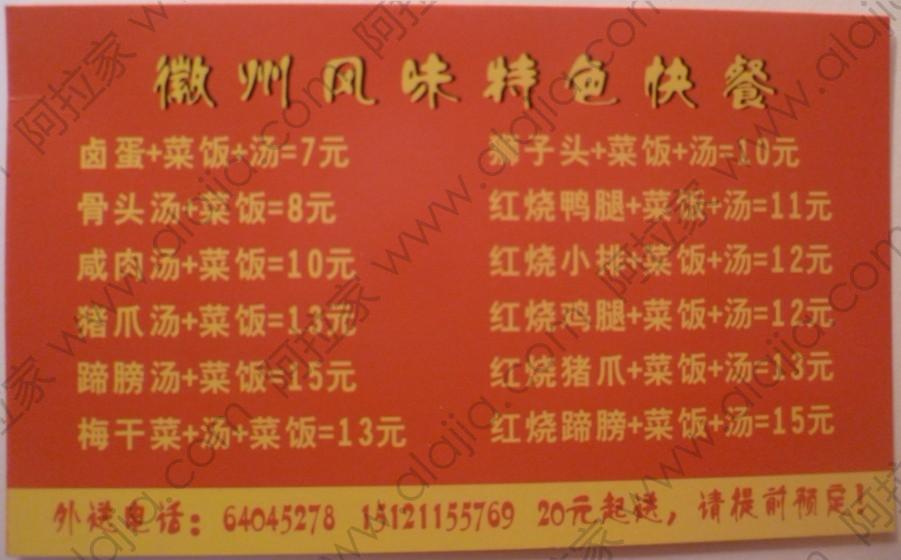 徽州风味特色快餐
卤蛋+菜饭+汤=7元
骨头汤+菜饭=8元
咸肉汤+菜饭=10元
猪爪汤+菜饭=13元
蹄膀汤+菜饭=15元
梅干菜+汤+菜饭=13元
狮子头+菜饭+汤=10元
红烧鸭腿+菜饭+汤=11元
红烧小排+菜饭+汤=12元
红烧鸡腿+菜饭+汤=12元
红烧猪爪+菜饭+汤=13元
红烧蹄膀+菜饭+汤=15元
外送电话：64045278 15121155769 20元起送，请提前预定！
阿拉家 www.alajia.com